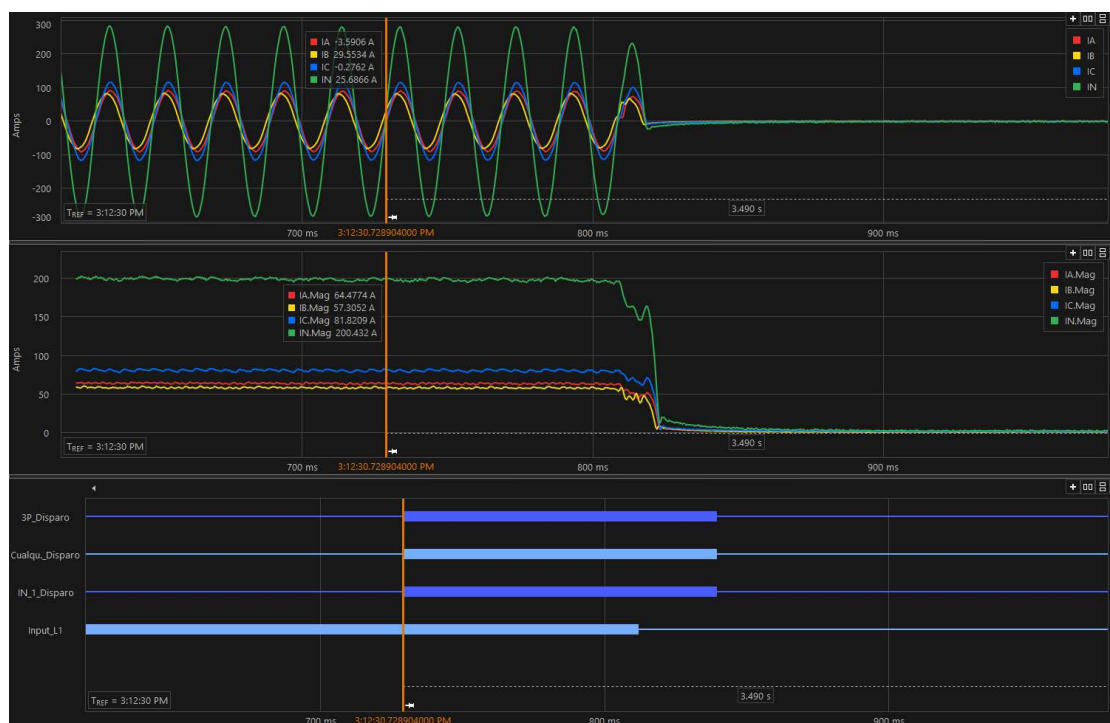 300
200
100
0
-100
-200
-300
Amps
IA -3.5906 A
IB 29.5534 A
IC -0.2762 A
IN 25.6866 A
IA
IB
IC
IN
TREF = 3:12:30 PM
3.490 s
700 ms
3:12:30.728904000 PM
800 ms
900 ms
200
150
100
50
0
Amps
IA.Mag 64.4774 A
IB.Mag 57.3052 A
IC.Mag 81.8209 A
IN.Mag 200.432 A
IA.Mag
IB.Mag
IC.Mag
IN.Mag
TREF = 3:12:30 PM
3.490 s
700 ms
3:12:30.728904000 PM
800 ms
900 ms
3P_Disparo
Cualqu._Disparo
IN_1_Disparo
Input_L1
TREF = 3:12:30 PM
3.490 s
700 ms
3:12:30.728904000 PM
800 ms
900 ms